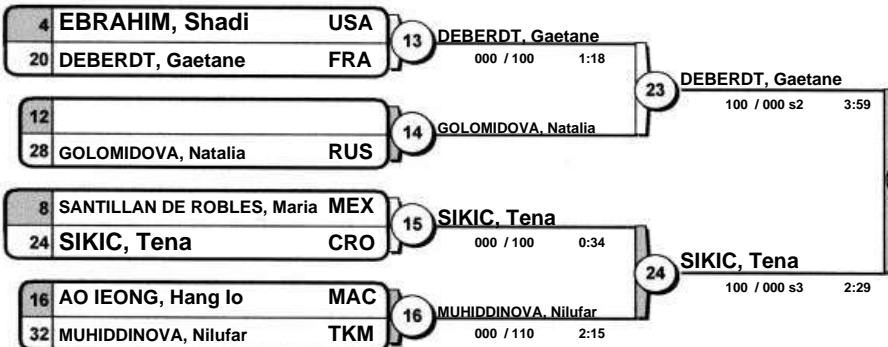 4 EBRAHIM, Shadi USA
20 DEBERDT, Gaetane FRA
13 DEBERDT, Gaetane
000 / 100 1:18
12
28 GOLOMIDOVA, Natalia RUS
14 GOLOMIDOVA, Natalia
23 DEBERDT, Gaetane
100 / 000 s2 3:59
8 SANTILLAN DE ROBLES, Maria MEX
24 SIKIC, Tena CRO
15 SIKIC, Tena
000 / 100 0:34
16 AO IEONG, Hang Io MAC
32 MUHIDDINOVA, Nilufar TKM
16 MUHIDDINOVA, Nilufar
000 / 110 2:15
24 SIKIC, Tena
100 / 000 s3 2:29